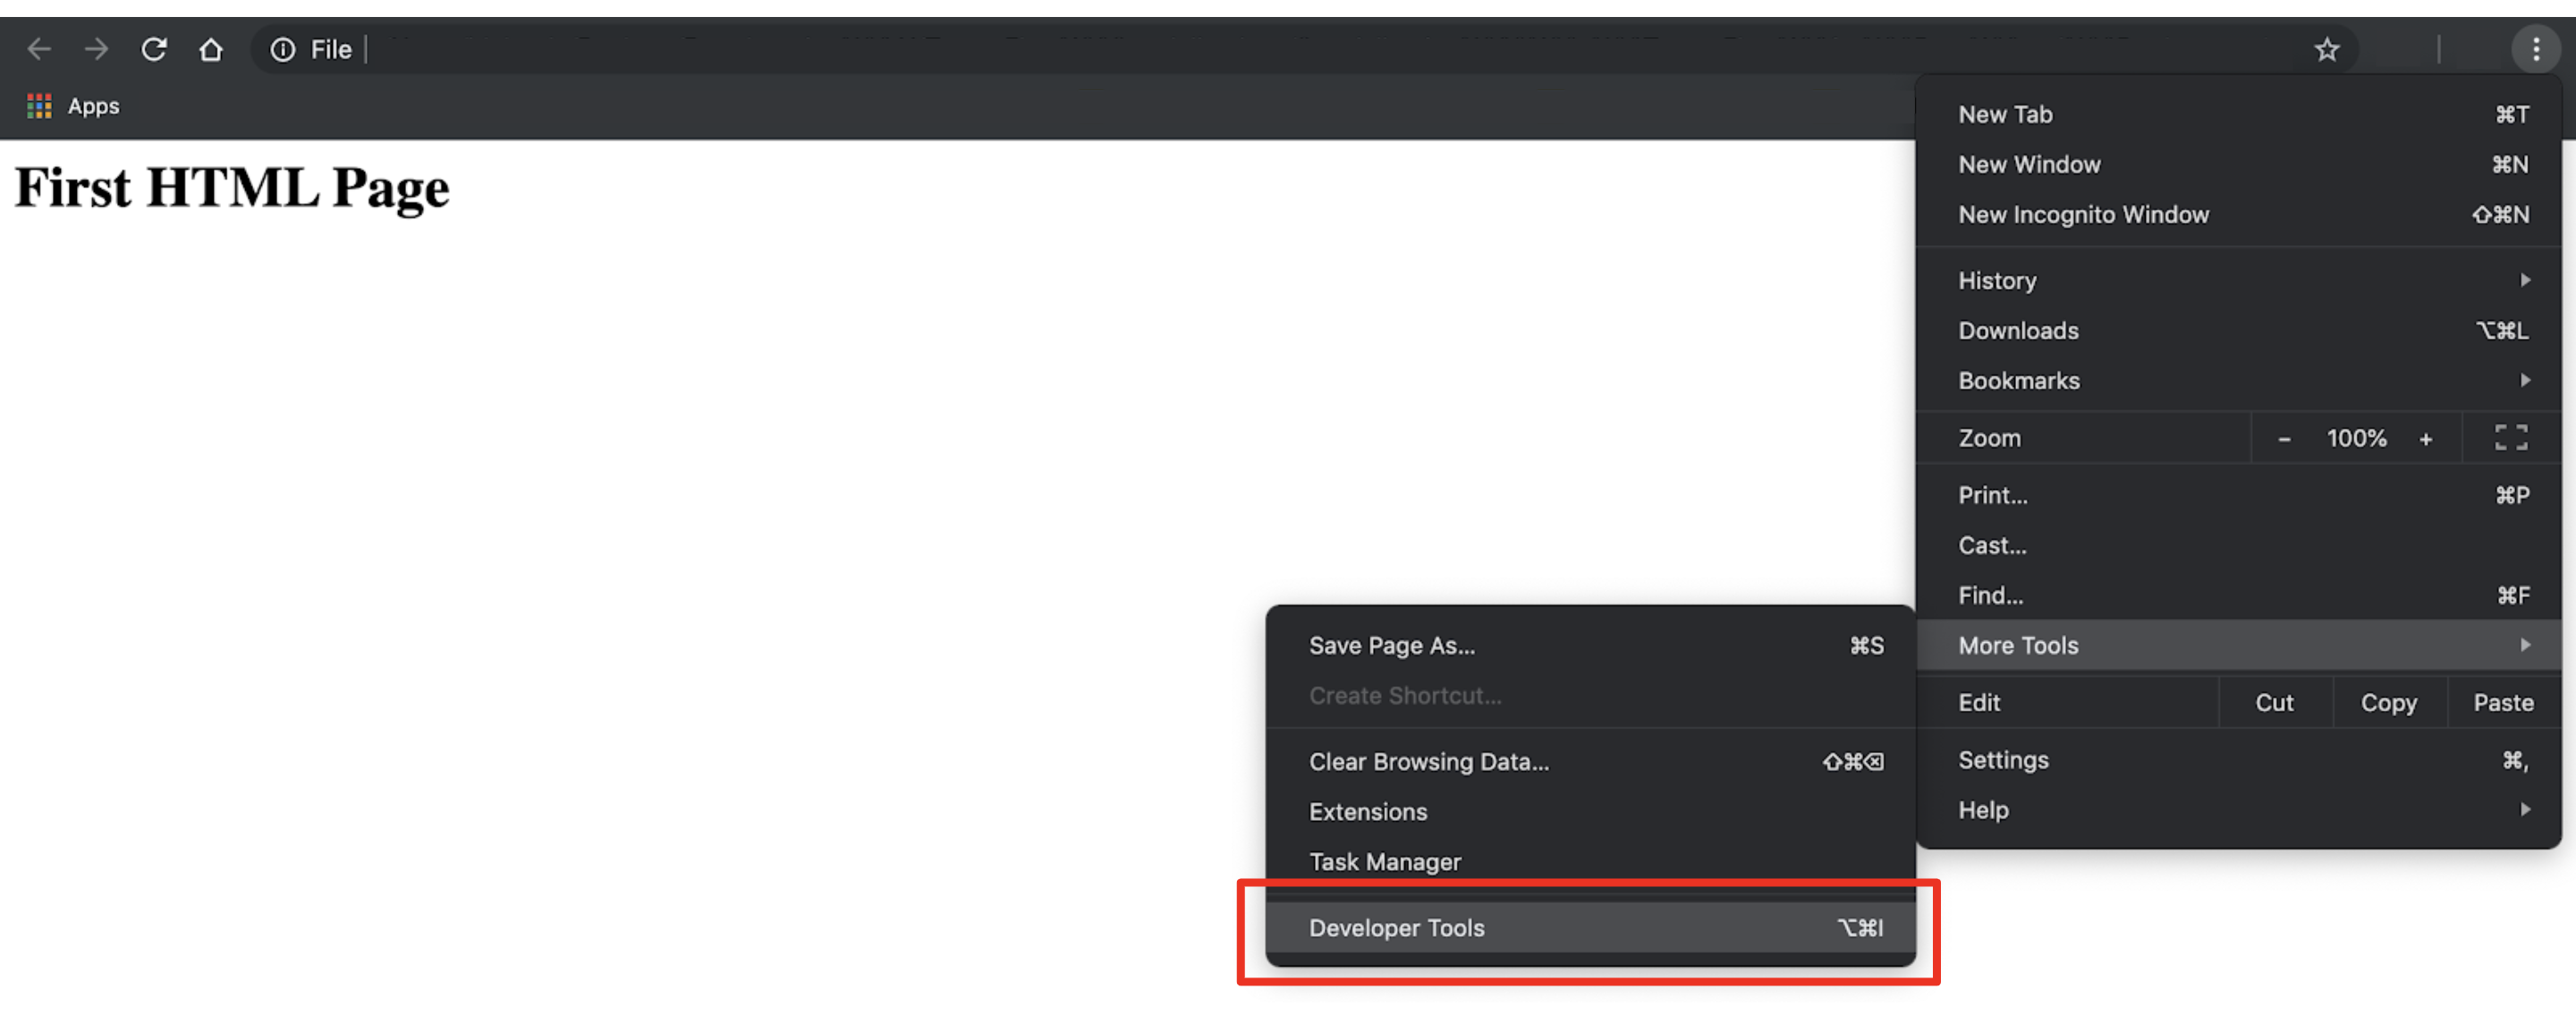 File
Apps
First HTML Page
New Tab ⌘T
New Window ⌘N
New Incognito Window ⇧⌘N
History
Downloads ⌥⌘L
Bookmarks
Zoom - 100% +
Print... ⌘P
Cast...
Find... ⌘F
More Tools
Edit Cut Copy Paste
Settings ⌘,
Help
Save Page As... ⌘S
Create Shortcut...
Clear Browsing Data... ⇧⌘⌫
Extensions
Task Manager
Developer Tools ⌥⌘I